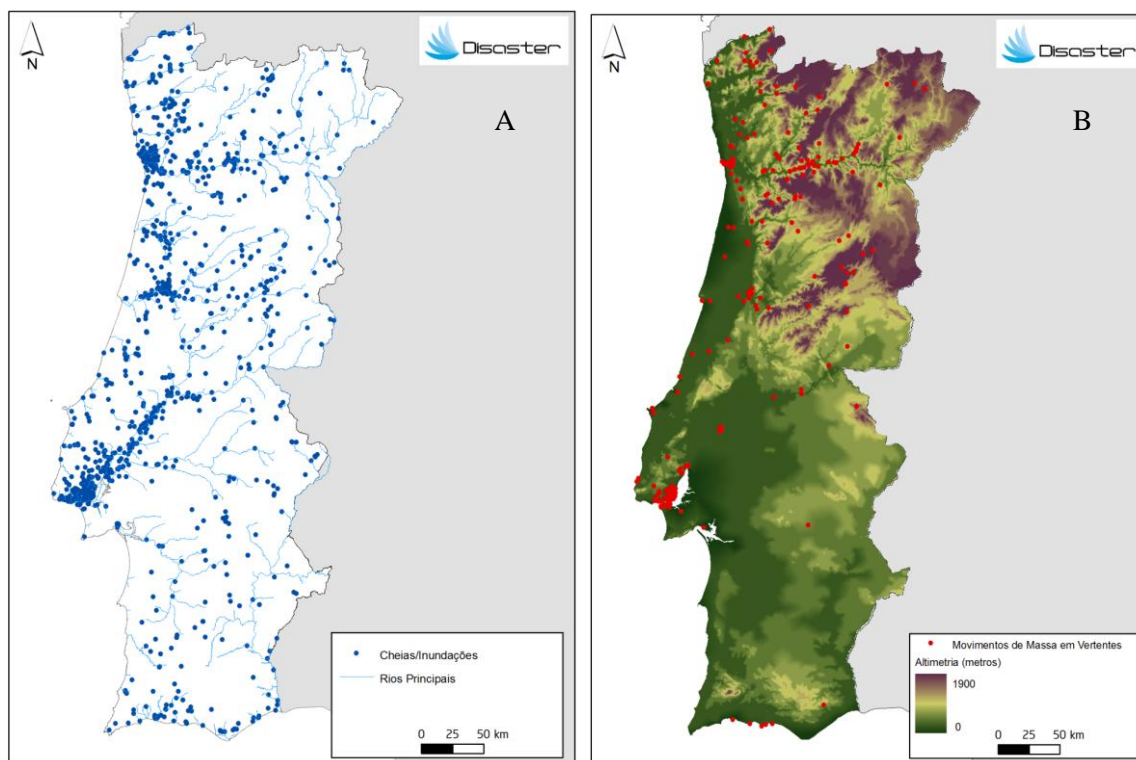 N
Disaster
A
Cheias/Inundações
Rios Principais
0 25 50 km
N
Disaster
B
Movimentos de Massa em Vertentes
Altimetria (metros)
1900
0
0 25 50 km